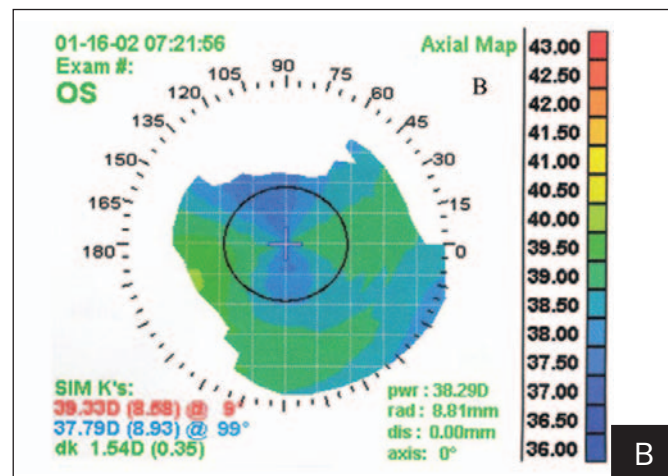 01-16-02 07:21:56
Exam #:
OS
Axial Map
B
90
105
75
120
60
135
45
150
30
165
15
180
0
43.00
42.50
42.00
41.50
41.00
40.50
40.00
39.50
39.00
38.50
38.00
37.50
37.00
36.50
36.00
SIM K's:
39.33D (8.58) @ 9°
37.79D (8.93) @ 99°
dk 1.54D (0.35)
pwr : 38.29D
rad : 8.81mm
dis : 0.00mm
axis: 0°
B